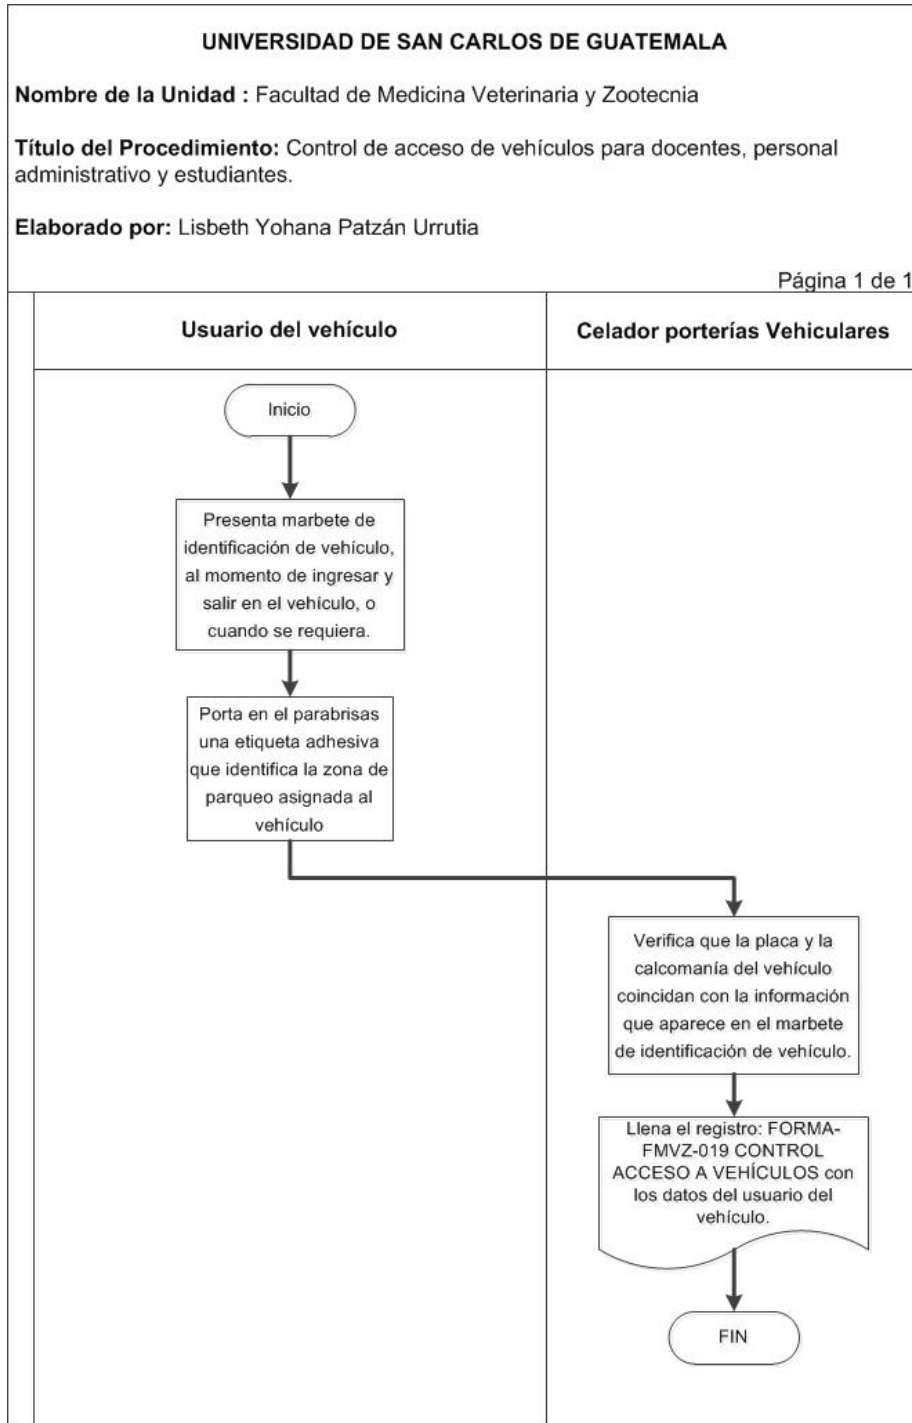 UNIVERSIDAD DE SAN CARLOS DE GUATEMALA
Nombre de la Unidad : Facultad de Medicina Veterinaria y Zootecnia
Título del Procedimiento: Control de acceso de vehículos para docentes, personal
administrativo y estudiantes.
Elaborado por: Lisbeth Yohana Patzán Urrutia
Página 1 de 1
Usuario del vehículo
Celador porterías Vehiculares
Inicio
Presenta marbete de
identificación de vehículo,
al momento de ingresar y
salir en el vehículo, o
cuando se requiera.
Porta en el parabrisas
una etiqueta adhesiva
que identifica la zona de
parqueo asignada al
vehículo
Verifica que la placa y la
calcomanía del vehículo
coincidan con la información
que aparece en el marbete
de identificación de vehículo.
Llena el registro: FORMA-
FMVZ-019 CONTROL
ACCESO A VEHÍCULOS con
los datos del usuario del
vehículo.
FIN